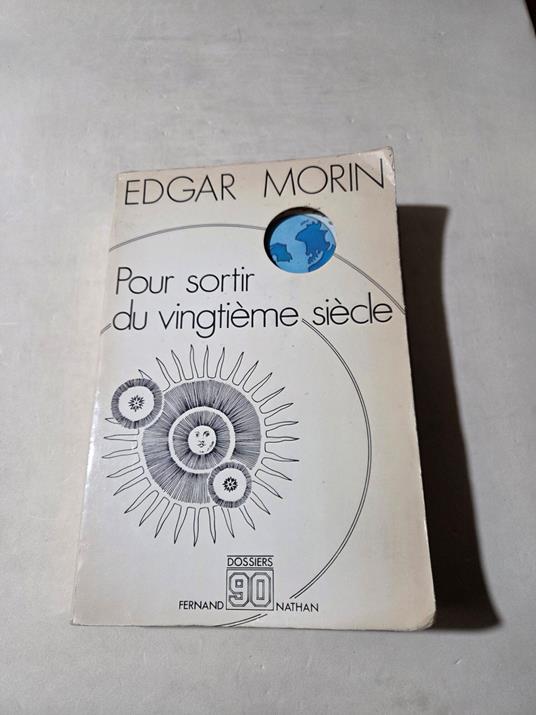 EDGAR MORIN
Pour sortir
du vingtième siècle
DOSSIERS
90
FERNAND NATHAN